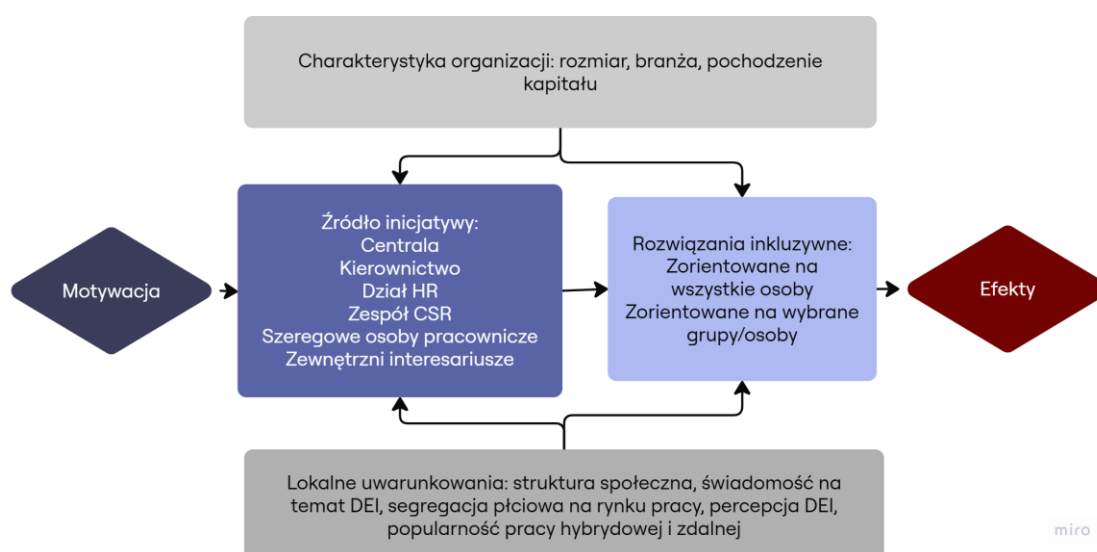 Charakterystyka organizacji: rozmiar, branża, pochodzenie
kapitału
Motywacja
Źródło inicjatywy:
Centrala
Kierownictwo
Dział HR
Zespół CSR
Szeregowe osoby pracownicze
Zewnętrzni interesariusze
Rozwiązania inkluzywne:
Zorientowane na
wszystkie osoby
Zorientowane na wybrane
grupy/osoby
Efekty
Lokalne uwarunkowania: struktura społeczna, świadomość na
temat DEI, segregacja płciowa na rynku pracy, percepcja DEI,
popularność pracy hybrydowej i zdalnej
miro